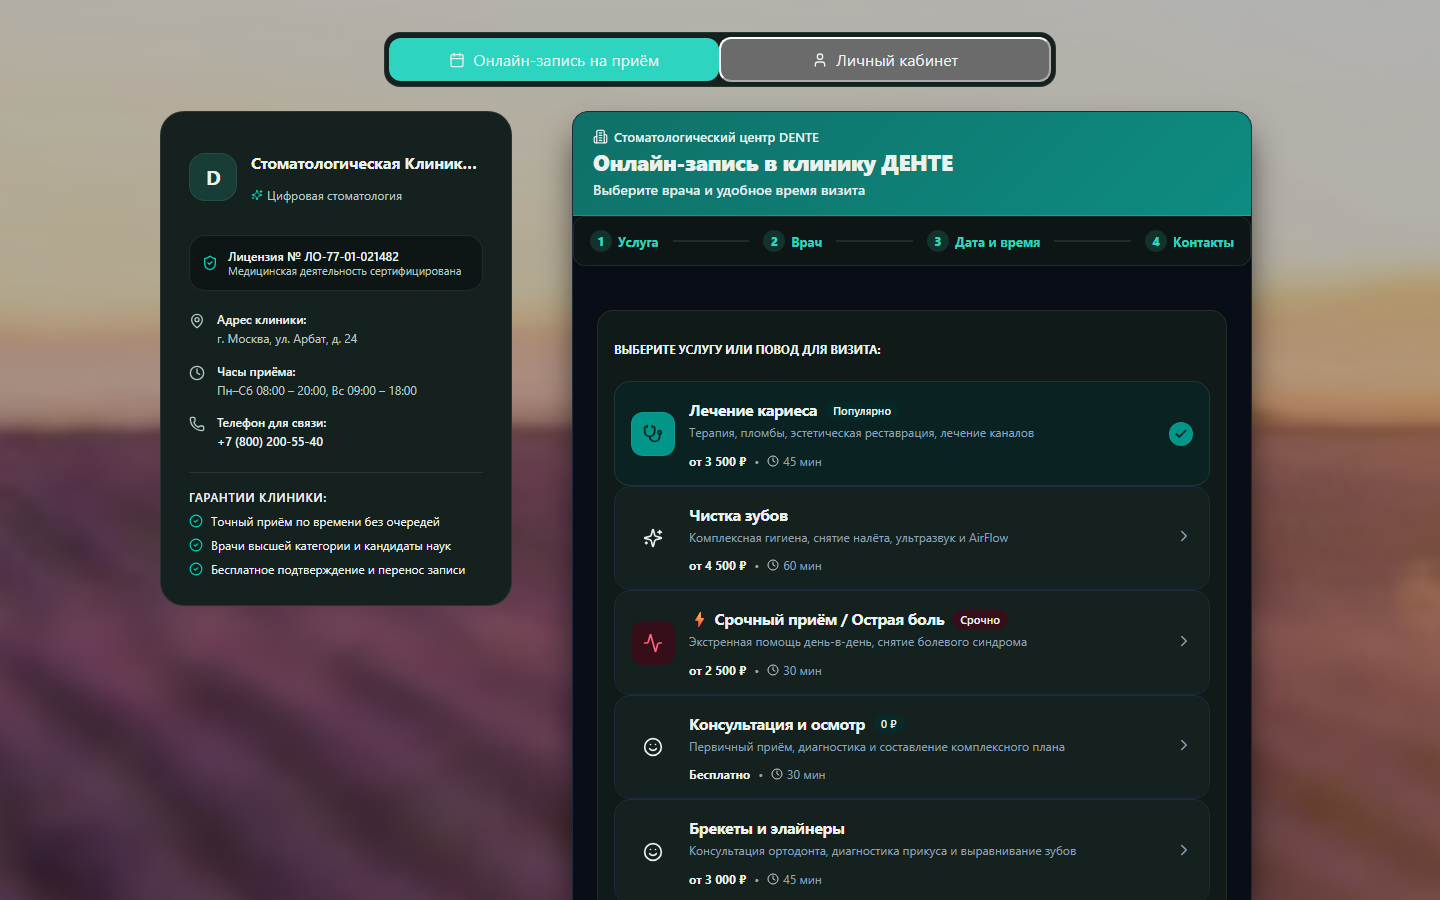 Онлайн-запись на приём
Личный кабинет
D
Стоматологическая Клиник...
Цифровая стоматология
Лицензия № ЛО-77-01-021482
Медицинская деятельность сертифицирована
Адрес клиники:
г. Москва, ул. Арбат, д. 24
Часы приёма:
Пн–Сб 08:00 – 20:00, Вс 09:00 – 18:00
Телефон для связи:
+7 (800) 200-55-40
ГАРАНТИИ КЛИНИКИ:
Точный приём по времени без очередей
Врачи высшей категории и кандидаты наук
Бесплатное подтверждение и перенос записи
Стоматологический центр DENTE
Онлайн-запись в клинику ДЕНТЕ
Выберите врача и удобное время визита
1 Услуга 2 Врач 3 Дата и время 4 Контакты
ВЫБЕРИТЕ УСЛУГУ ИЛИ ПОВОД ДЛЯ ВИЗИТА:
Лечение кариеса Популярно
Терапия, пломбы, эстетическая реставрация, лечение каналов
от 3 500 ₽ • 45 мин
Чистка зубов
Комплексная гигиена, снятие налёта, ультразвук и AirFlow
от 4 500 ₽ • 60 мин
Срочный приём / Острая боль Срочно
Экстренная помощь день-в-день, снятие болевого синдрома
от 2 500 ₽ • 30 мин
Консультация и осмотр 0 ₽
Первичный приём, диагностика и составление комплексного плана
Бесплатно • 30 мин
Брекеты и элайнеры
Консультация ортодонта, диагностика прикуса и выравнивание зубов
от 3 000 ₽ • 45 мин